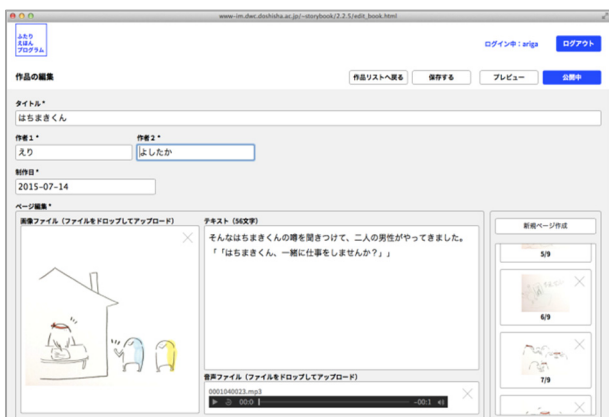 www-im.dwc.doshisha.ac.jp/~storybook/2.2.5/edit_book.html
ふたり
えほん
プログラム
ログイン中：ariga
ログアウト
作品の編集
作品リストへ戻る
保存する
プレビュー
公開中
タイトル*
はちまきくん
作者1*
作者2*
えり
よしたか
制作日*
2015-07-14
ページ編集*
画像ファイル（ファイルをドロップしてアップロード）
テキスト（56文字）
そんなはちまきくんの噂を聞きつけて、二人の男性がやってきました。
「「はちまきくん、一緒に仕事をしませんか？」」
音声ファイル（ファイルをドロップしてアップロード）
0001040023.mp3
00:0
-00:1
新規ページ作成
5/9
6/9
7/9